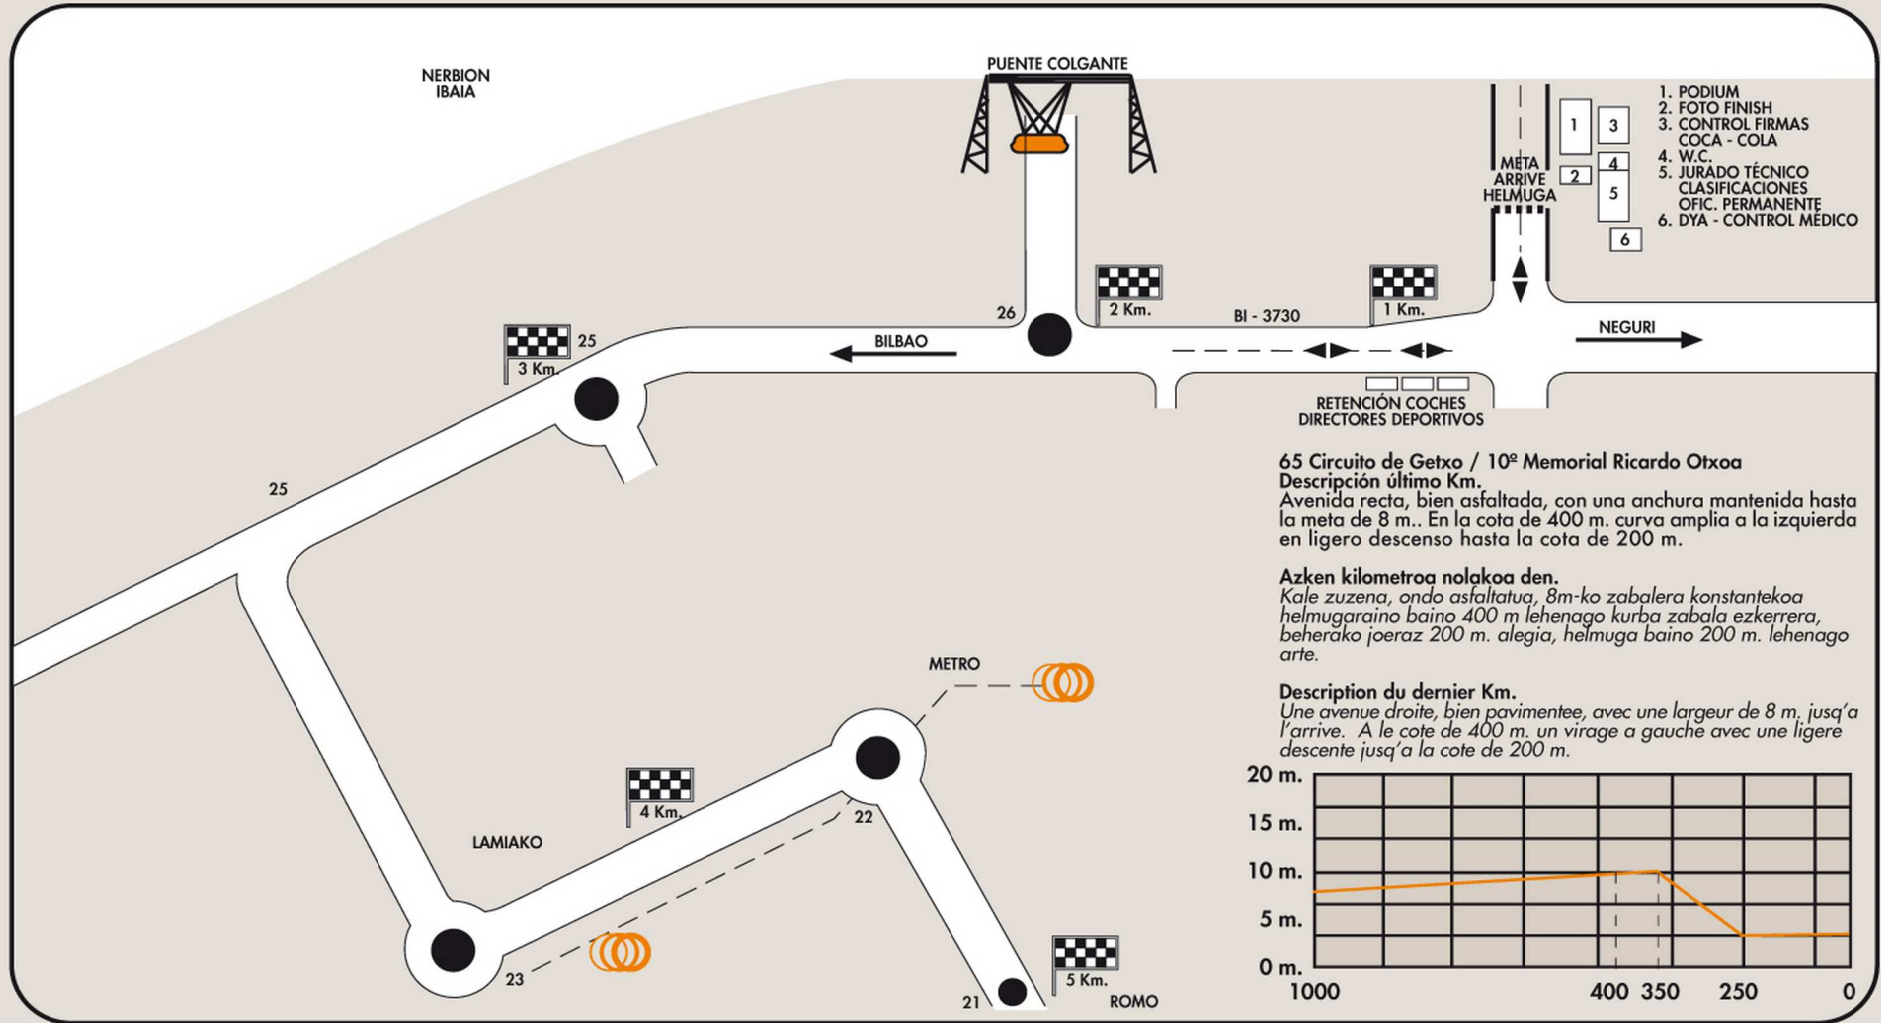 NERBION
IBAIA
PUENTE COLGANTE
1. PODIUM
2. FOTO FINISH
3. CONTROL FIRMAS
COCA - COLA
4. W.C.
5. JURADO TÉCNICO
CLASIFICACIONES
OFIC. PERMANENTE
6. DYA - CONTROL MÉDICO
1
3
4
2
5
6
META
ARRIVE
HELMUGA
26
2 Km.
BI - 3730
1 Km.
NEGURI
BILBAO
25
3 Km.
RETENCIÓN COCHES
DIRECTORES DEPORTIVOS
25
65 Circuito de Getxo / 10º Memorial Ricardo Otxoa
Descripción último Km.
Avenida recta, bien asfaltada, con una anchura mantenida hasta
la meta de 8 m.. En la cota de 400 m. curva amplia a la izquierda
en ligero descenso hasta la cota de 200 m.
Azken kilometroa nolakoa den.
Kale zuzena, ondo asfaltatua, 8m-ko zabalera konstantekoa
helmugaraino baino 400 m lehenago kurba zabala ezkerrera,
beherako joeraz 200 m. alegia, helmuga baino 200 m. lehenago
arte.
Description du dernier Km.
Une avenue droite, bien pavimentee, avec une largeur de 8 m. jusq'a
l'arrive. A le cote de 400 m. un virage a gauche avec une ligere
descente jusq'a la cote de 200 m.
METRO
4 Km.
22
LAMIAKO
23
5 Km.
21
ROMO
20 m.
15 m.
10 m.
5 m.
0 m.
1000
400
350
250
0